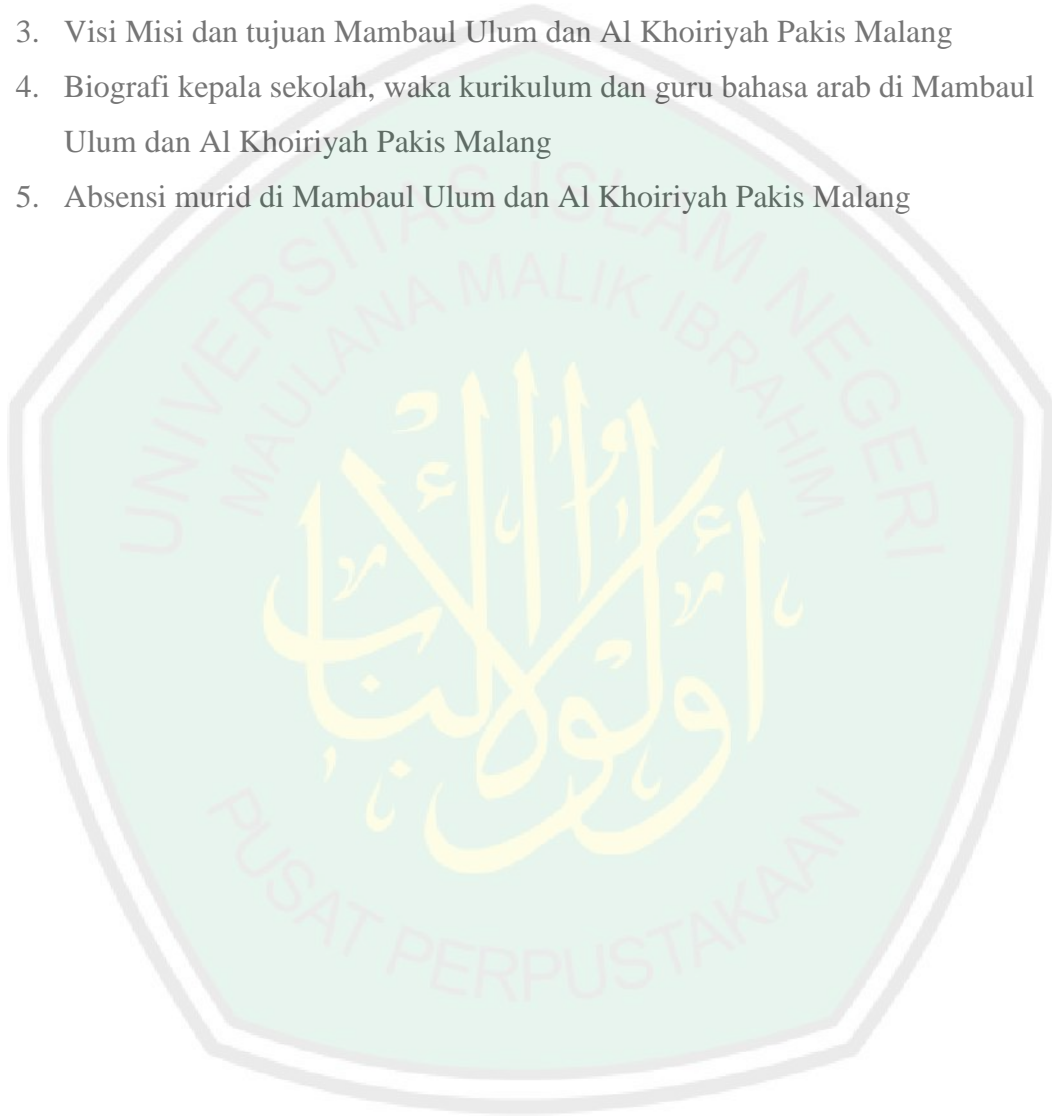 3. Visi Misi dan tujuan Mambaul Ulum dan Al Khoiriyah Pakis Malang
4. Biografi kepala sekolah, waka kurikulum dan guru bahasa arab di Mambaul
Ulum dan Al Khoiriyah Pakis Malang
5. Absensi murid di Mambaul Ulum dan Al Khoiriyah Pakis Malang
UNIVERSITAS ISLAM NEGERI
MAULANA MALIK IBRAHIM
أولو الألباب
PUSAT PERPUSTAKAAN